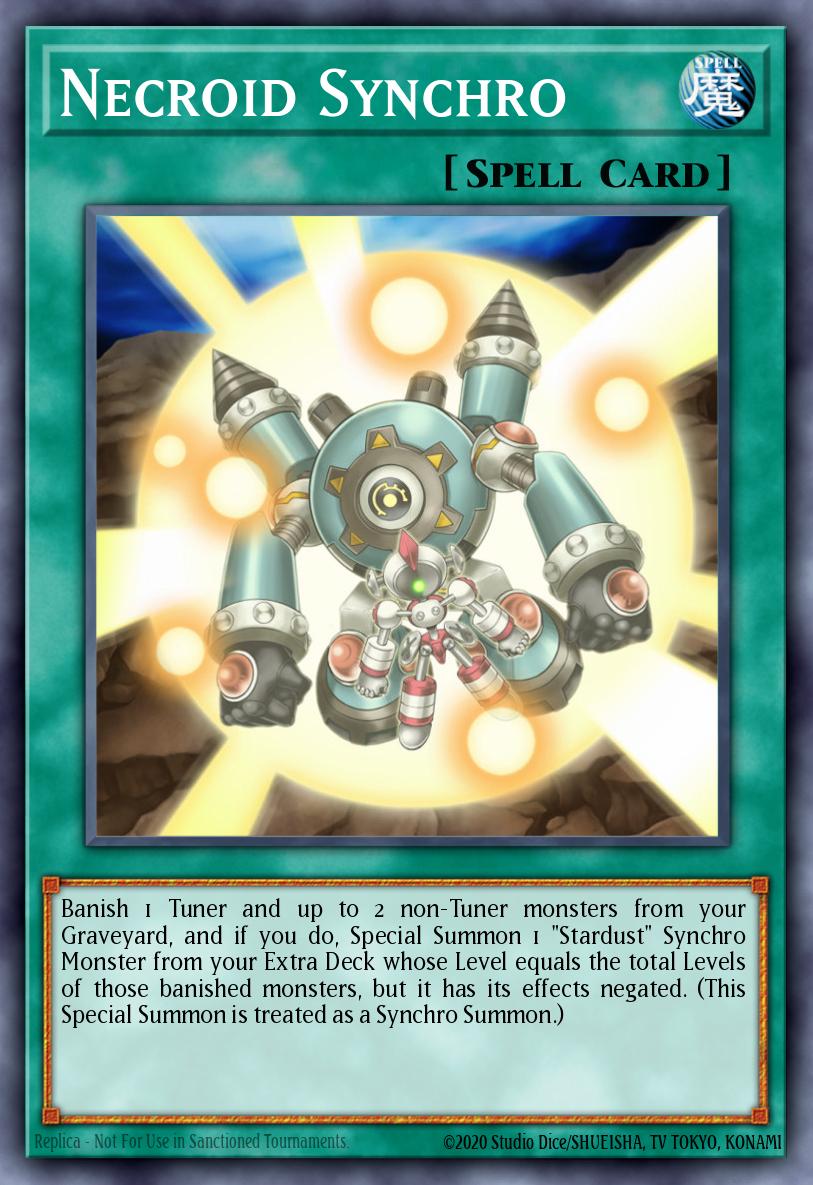 Necroid Synchro
SPELL
魔
[Spell Card]
Banish 1 Tuner and up to 2 non-Tuner monsters from your
Graveyard, and if you do, Special Summon 1 "Stardust" Synchro
Monster from your Extra Deck whose Level equals the total Levels
of those banished monsters, but it has its effects negated. (This
Special Summon is treated as a Synchro Summon.)
Replica - Not For Use in Sanctioned Tournaments.
©2020 Studio Dice/SHUEISHA, TV TOKYO, KONAMI